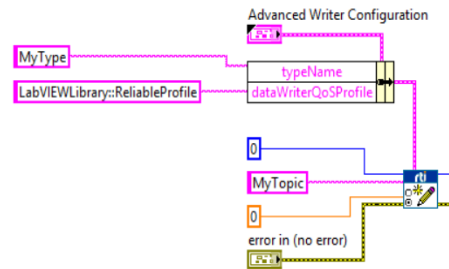 Advanced Writer Configuration
MyType
typeName
LabVIEWLibrary::ReliableProfile
dataWriterQoSProfile
0
rti
MyTopic
0
error in (no error)